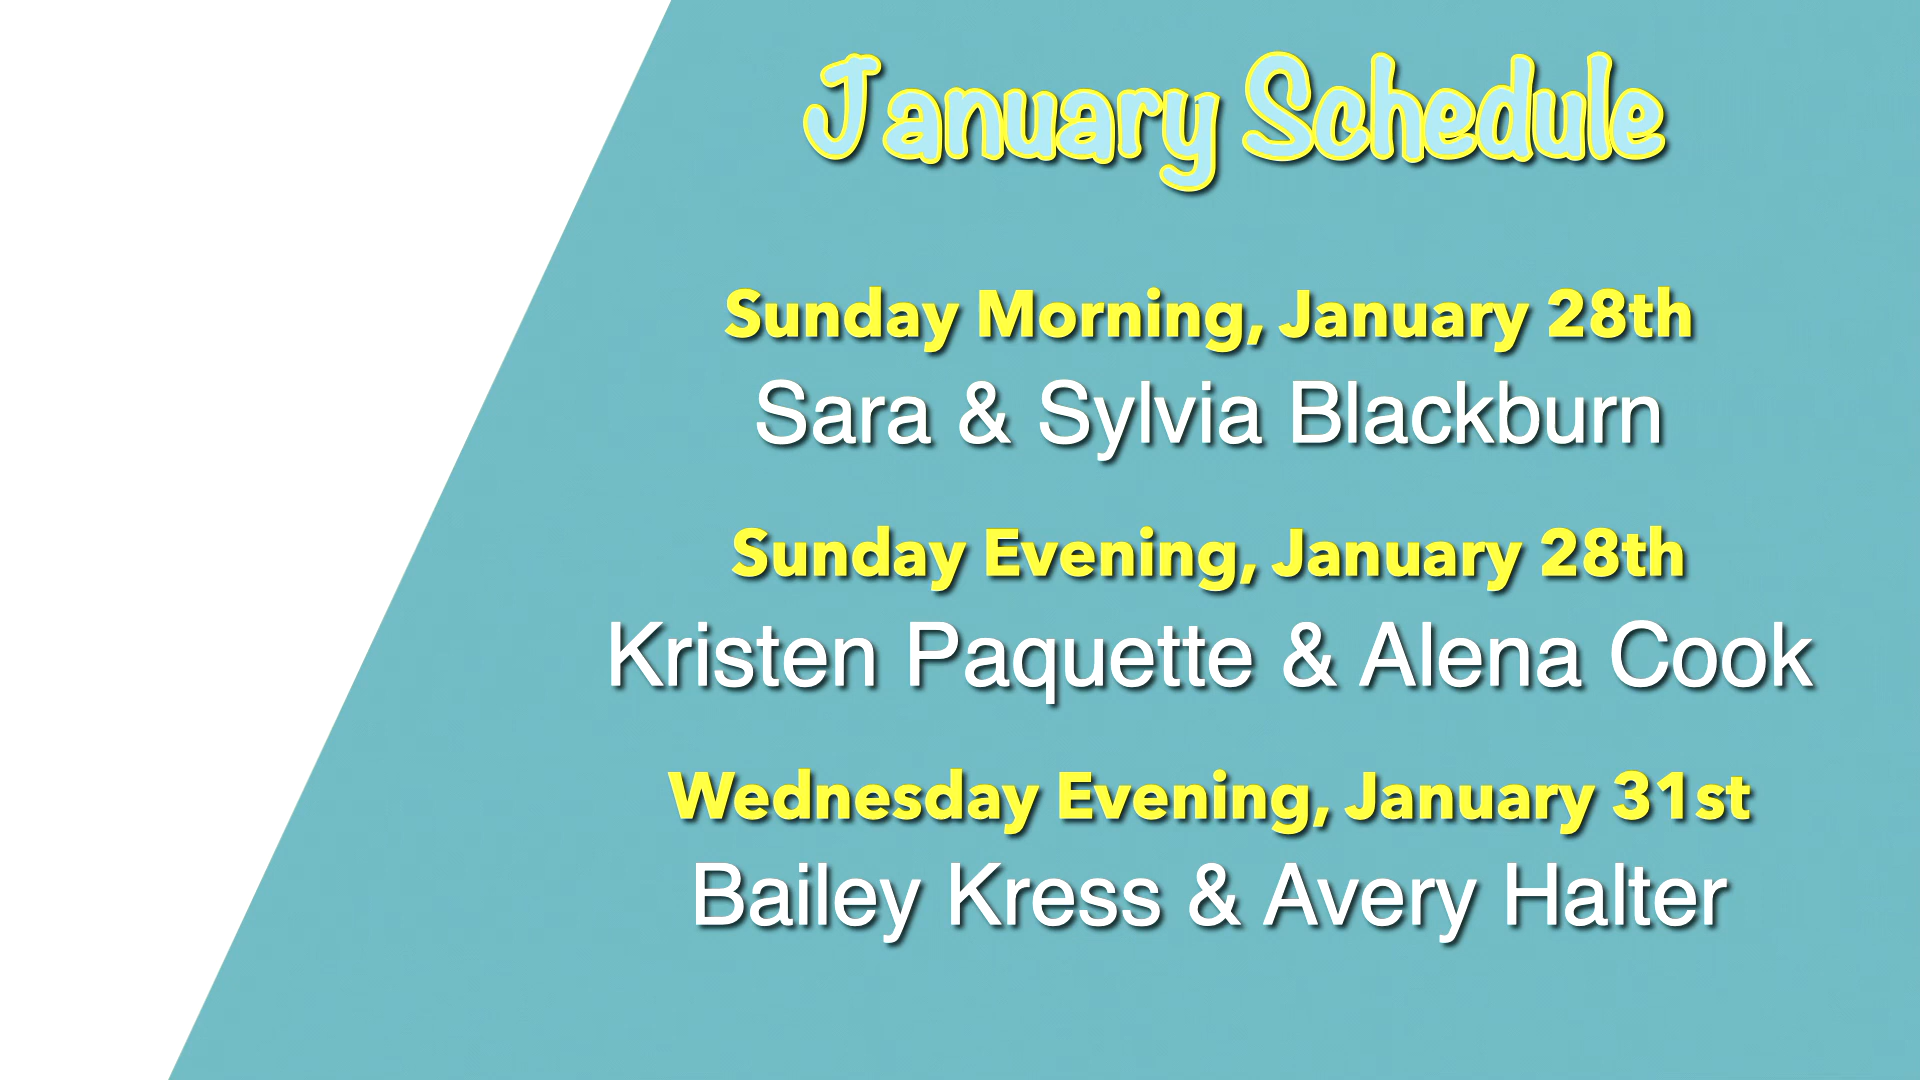 January Schedule
Sunday Morning, January 28th
Sara & Sylvia Blackburn
Sunday Evening, January 28th
Kristen Paquette & Alena Cook
Wednesday Evening, January 31st
Bailey Kress & Avery Halter